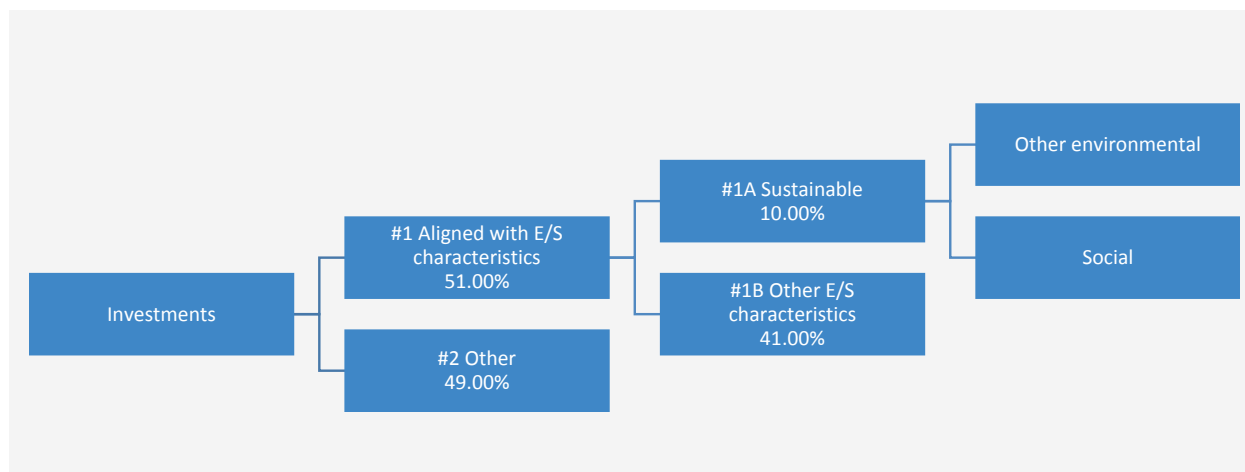 Investments
#1 Aligned with E/S
characteristics
51.00%
#2 Other
49.00%
#1A Sustainable
10.00%
#1B Other E/S
characteristics
41.00%
Other environmental
Social